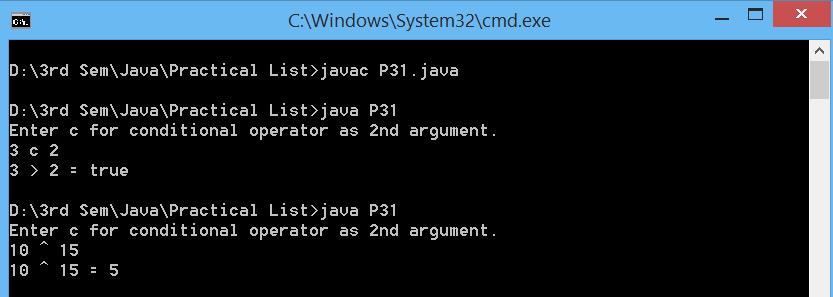 C:\Windows\System32\cmd.exe
D:\3rd Sem\Java\Practical List>javac P31.java
D:\3rd Sem\Java\Practical List>java P31
Enter c for conditional operator as 2nd argument.
3 c 2
3 > 2 = true
D:\3rd Sem\Java\Practical List>java P31
Enter c for conditional operator as 2nd argument.
10 ^ 15
10 ^ 15 = 5